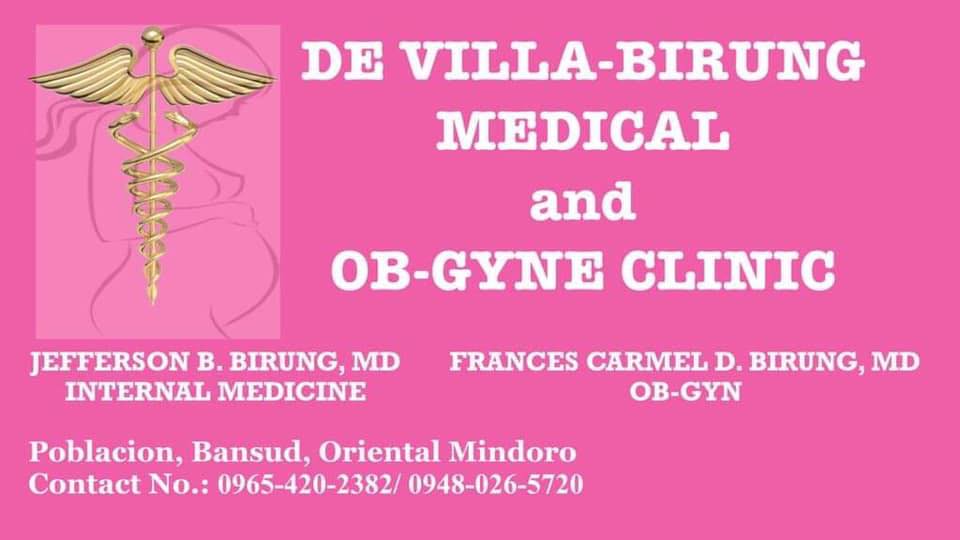 DE VILLA-BIRUNG
MEDICAL
and
OB-GYNE CLINIC
JEFFERSON B. BIRUNG, MD
INTERNAL MEDICINE
FRANCES CARMEL D. BIRUNG, MD
OB-GYN
Poblacion, Bansud, Oriental Mindoro
Contact No.: 0965-420-2382/ 0948-026-5720